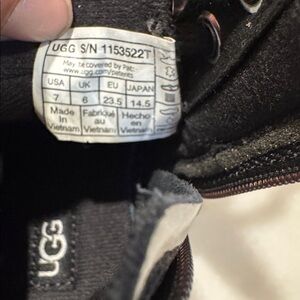 UGG S/N 1153522T
May be covered by Pat:
www.ugg.com/patents
USA UK EU JAPAN
7 6 23.5 14.5
Made Fabriqué Hecho
in au en
Vietnam Vietnam Vietnam
UGG